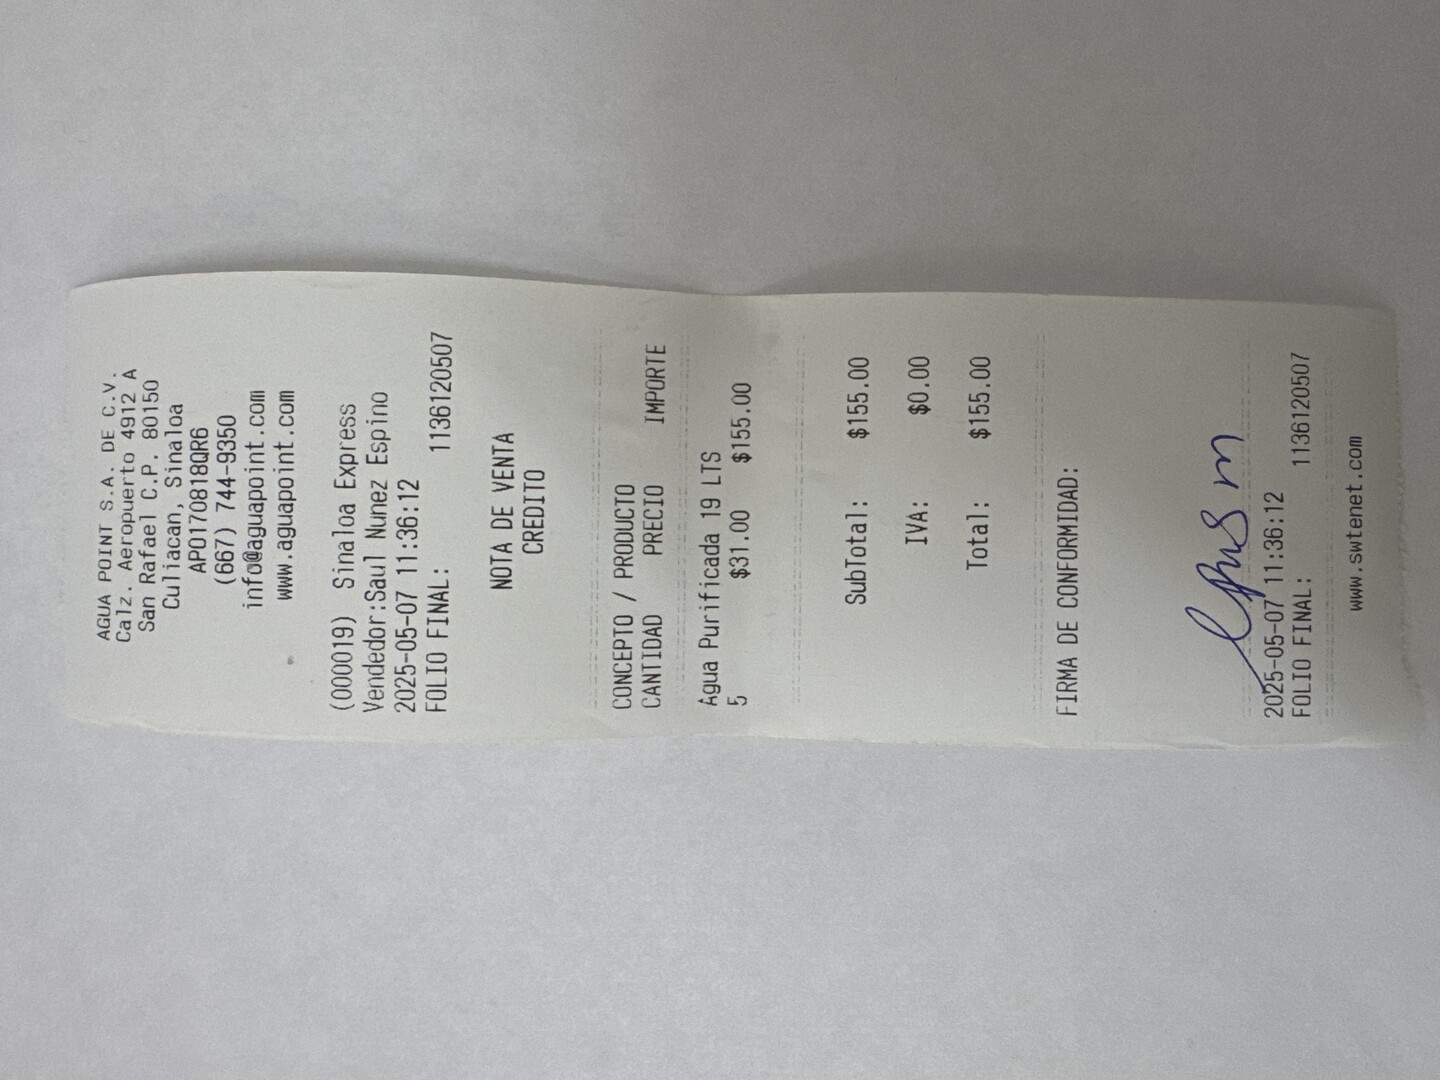 AGUA POINT S.A. DE C.V.
Calz. Aeropuerto 4912 A
San Rafael C.P. 80150
Culiacan, Sinaloa
APO170818QR6
(667) 744-9350
info@aguapoint.com
www.aguapoint.com
(000019) Sinaloa Express
Vendedor:Saul Nunez Espino
2025-05-07 11:36:12
FOLIO FINAL: 1136120507
NOTA DE VENTA
CREDITO
CONCEPTO / PRODUCTO
CANTIDAD PRECIO IMPORTE
Agua Purificada 19 LTS
5 $31.00 $155.00
SubTotal: $155.00
IVA: $0.00
Total: $155.00
FIRMA DE CONFORMIDAD:
2025-05-07 11:36:12
FOLIO FINAL: 1136120507
www.swtenet.com